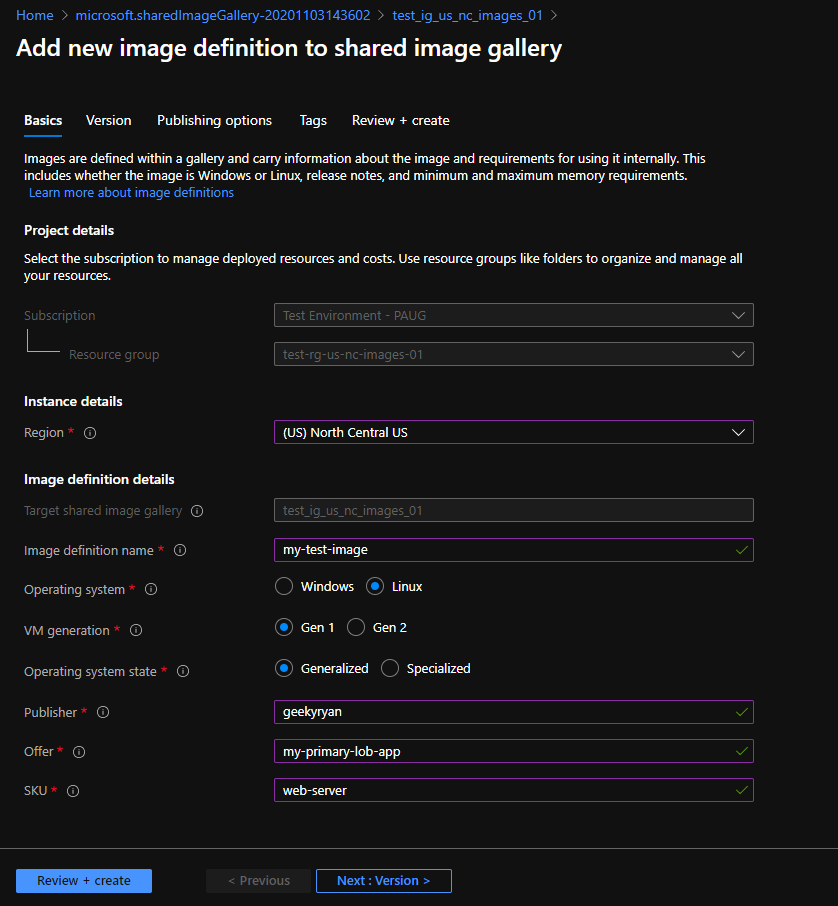 Home > microsoft.sharedImageGallery-20201103143602 > test_ig_us_nc_images_01 >
Add new image definition to shared image gallery
Basics Version Publishing options Tags Review + create
Images are defined within a gallery and carry information about the image and requirements for using it internally. This
includes whether the image is Windows or Linux, release notes, and minimum and maximum memory requirements.
Learn more about image definitions
Project details
Select the subscription to manage deployed resources and costs. Use resource groups like folders to organize and manage all
your resources.
Subscription Test Environment - PAUG
Resource group test-rg-us-nc-images-01
Instance details
Region * (US) North Central US
Image definition details
Target shared image gallery test_ig_us_nc_images_01
Image definition name * my-test-image
Operating system * Windows Linux
VM generation * Gen 1 Gen 2
Operating system state * Generalized Specialized
Publisher * geekyryan
Offer * my-primary-lob-app
SKU * web-server
Review + create < Previous Next : Version >